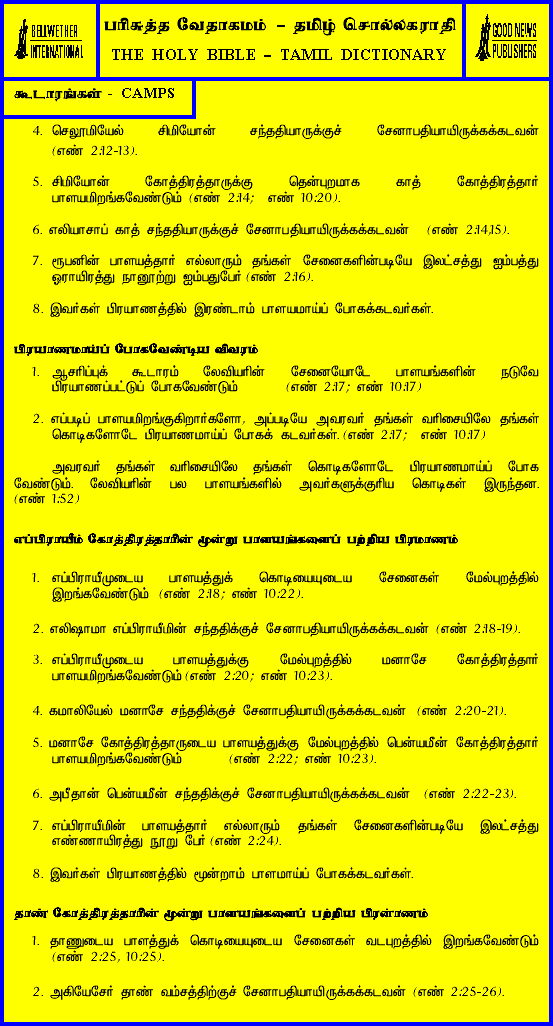 BELLWETHER
INTERNATIONAL
பரிசுத்த வேதாகமம் – தமிழ் சொல்லகராதி
THE HOLY BIBLE – TAMIL DICTIONARY
GOOD NEWS
PUBLISHERS
கூடாரங்கள் - CAMPS
4. செலூமியேல் சிமியோன் சந்ததியாருக்குச் சேனாபதியாயிருக்கக்கடவன்
(எண் 2:12-13).
5. சிமியோன் கோத்திரத்தாருக்கு தென்புறமாக காத் கோத்திரத்தார்
பாளயமிறங்கவேண்டும் (எண் 2:14; எண் 10:20).
6. எலியாசாப் காத் சந்ததியாருக்குச் சேனாபதியாயிருக்கக்கடவன் (எண் 2:14,15).
7. ரூபனின் பாளயத்தார் எல்லாரும் தங்கள் சேனைகளின்படியே இலட்சத்து ஐம்பத்து
ஓராயிரத்து நானூற்று ஐம்பதுபேர் (எண் 2:16).
8. இவர்கள் பிரயாணத்தில் இரண்டாம் பாளயமாய்ப் போகக்கடவர்கள்.
பிரயாணமாய்ப் போகவேண்டிய விவரம்
1. ஆசரிப்புக் கூடாரம் லேவியரின் சேனையோடே பாளயங்களின் நடுவே
பிரயாணப்பட்டுப் போகவேண்டும் (எண் 2:17; எண் 10:17)
2. எப்படிப் பாளயமிறங்குகிறார்களோ, அப்படியே அவரவர் தங்கள் வரிசையிலே தங்கள்
கொடிகளோடே பிரயாணமாய்ப் போகக் கடவர்கள். (எண் 2:17; எண் 10:17)
அவரவர் தங்கள் வரிசையிலே தங்கள் கொடிகளோடே பிரயாணமாய்ப் போக
வேண்டும். லேவியரின் பல பாளயங்களில் அவர்களுக்குரிய கொடிகள் இருந்தன.
(எண் 1:52)
எப்பிராயீம் கோத்திரத்தாரின் மூன்று பாளயங்களைப் பற்றிய பிரமாணம்
1. எப்பிராயீமுடைய பாளயத்துக் கொடியையுடைய சேனைகள் மேல்புறத்தில்
இறங்கவேண்டும் (எண் 2:18; எண் 10:22).
2. எலிஷாமா எப்பிராயீமின் சந்ததிக்குச் சேனாபதியாயிருக்கக்கடவன் (எண் 2:18-19).
3. எப்பிராயீமுடைய பாளயத்துக்கு மேல்புறத்தில் மனாசே கோத்திரத்தார்
பாளயமிறங்கவேண்டும் (எண் 2:20; எண் 10:23).
4. கமாலியேல் மனாசே சந்ததிக்குச் சேனாபதியாயிருக்கக்கடவன் (எண் 2:20-21).
5. மனாசே கோத்திரத்தாருடைய பாளயத்துக்கு மேல்புறத்தில் பென்யமீன் கோத்திரத்தார்
பாளயமிறங்கவேண்டும் (எண் 2:22; எண் 10:23).
6. அபீதான் பென்யமீன் சந்ததிக்குச் சேனாபதியாயிருக்கக்கடவன் (எண் 2:22-23).
7. எப்பிராயீமின் பாளயத்தார் எல்லாரும் தங்கள் சேனைகளின்படியே இலட்சத்து
எண்ணாயிரத்து நூறு பேர் (எண் 2:24).
8. இவர்கள் பிரயாணத்தில் மூன்றாம் பாளமாய்ப் போகக்கடவர்கள்.
தாண் கோத்திரத்தாரின் மூன்று பாளயங்களைப் பற்றிய பிரள்ாணம்
1. தாணுடைய பாளத்துக் கொடியையுடைய சேனைகள் வடபுறத்தில் இறங்கவேண்டும்
(எண் 2:25, 10:25).
2. அகியேசேர் தாண் வம்சத்திற்குச் சேனாபதியாயிருக்கக்கடவன் (எண் 2:25-26).